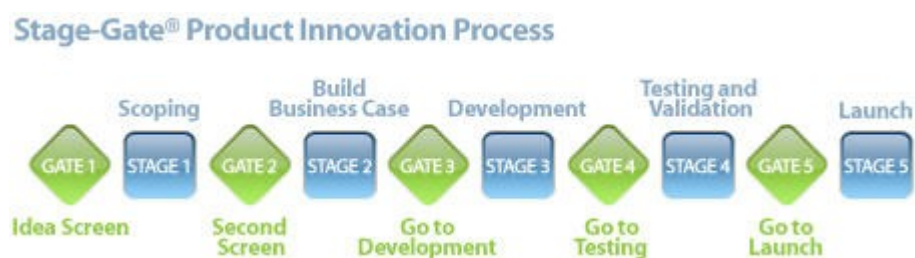 Stage-Gate® Product Innovation Process
Scoping
Build
Business Case
Development
Testing and
Validation
Launch
GATE 1
STAGE 1
GATE 2
STAGE 2
GATE 3
STAGE 3
GATE 4
STAGE 4
GATE 5
STAGE 5
Idea Screen
Second
Screen
Go to
Development
Go to
Testing
Go to
Launch